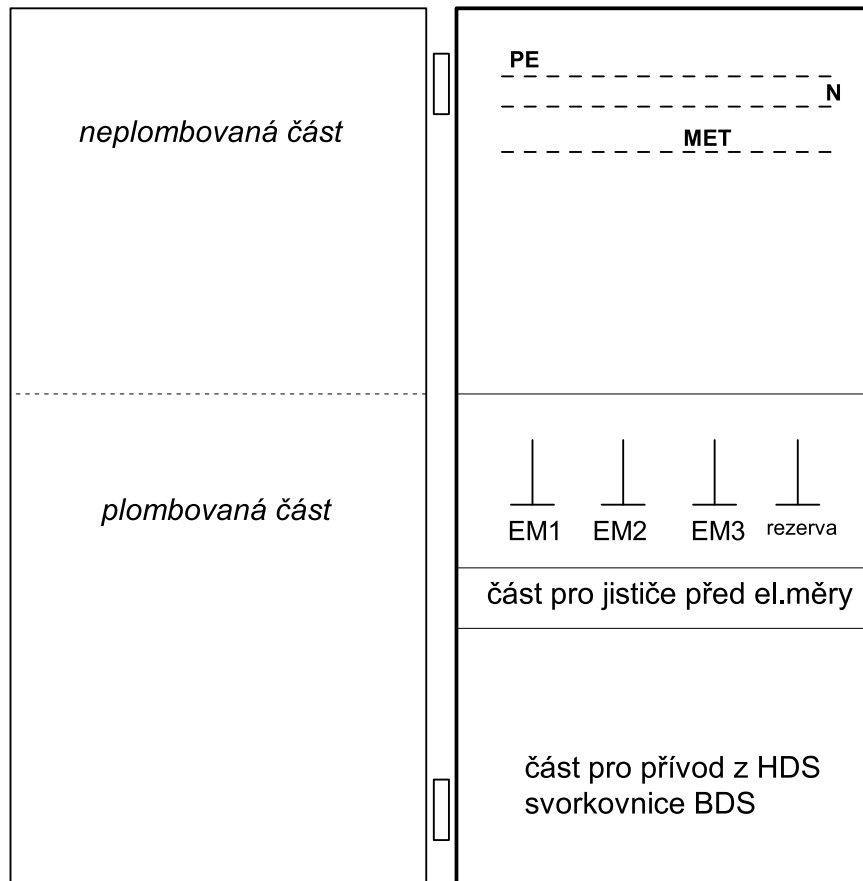 neplombovaná část
plombovaná část
PE
N
MET
EM1 EM2 EM3 rezerva
část pro jističe před el.měry
část pro přívod z HDS
svorkovnice BDS